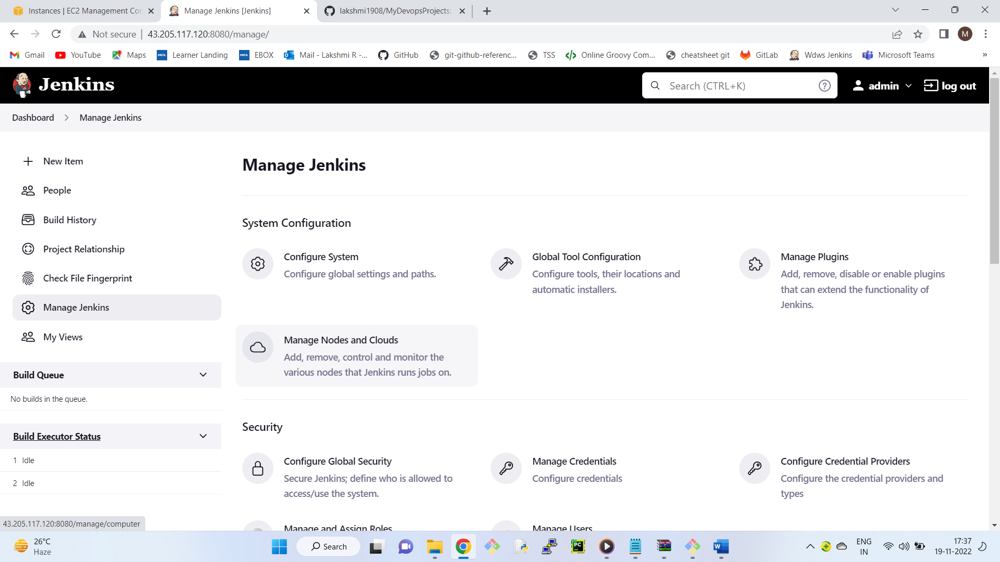 Instances | EC2 Management Con
Manage Jenkins [Jenkins]
lakshmi1908/MyDevopsProjects:
Not secure
43.205.117.120:8080/manage/
M
Gmail
YouTube
Maps
HCL
Learner Landing
HCL
EBOX
Mail - Lakshmi R -...
GitHub
git-github-referenc...
TSS
Online Groovy Com...
cheatsheet git
GitLab
Wdws Jenkins
Microsoft Teams
»
Jenkins
Search (CTRL+K)
?
admin
log out
Dashboard
Manage Jenkins
New Item
People
Build History
Project Relationship
Check File Fingerprint
Manage Jenkins
My Views
Build Queue
No builds in the queue.
Build Executor Status
1 Idle
2 Idle
Manage Jenkins
System Configuration
Configure System
Configure global settings and paths.
Global Tool Configuration
Configure tools, their locations and
automatic installers.
Manage Plugins
Add, remove, disable or enable plugins
that can extend the functionality of
Jenkins.
Manage Nodes and Clouds
Add, remove, control and monitor the
various nodes that Jenkins runs jobs on.
Security
Configure Global Security
Secure Jenkins; define who is allowed to
access/use the system.
Manage Credentials
Configure credentials
Configure Credential Providers
Configure the credential providers and
types
Manage and Assign Roles
Manage Users
43.205.117.120:8080/manage/computer
26°C
Haze
Search
PC
W
ENG
IN
17:37
19-11-2022